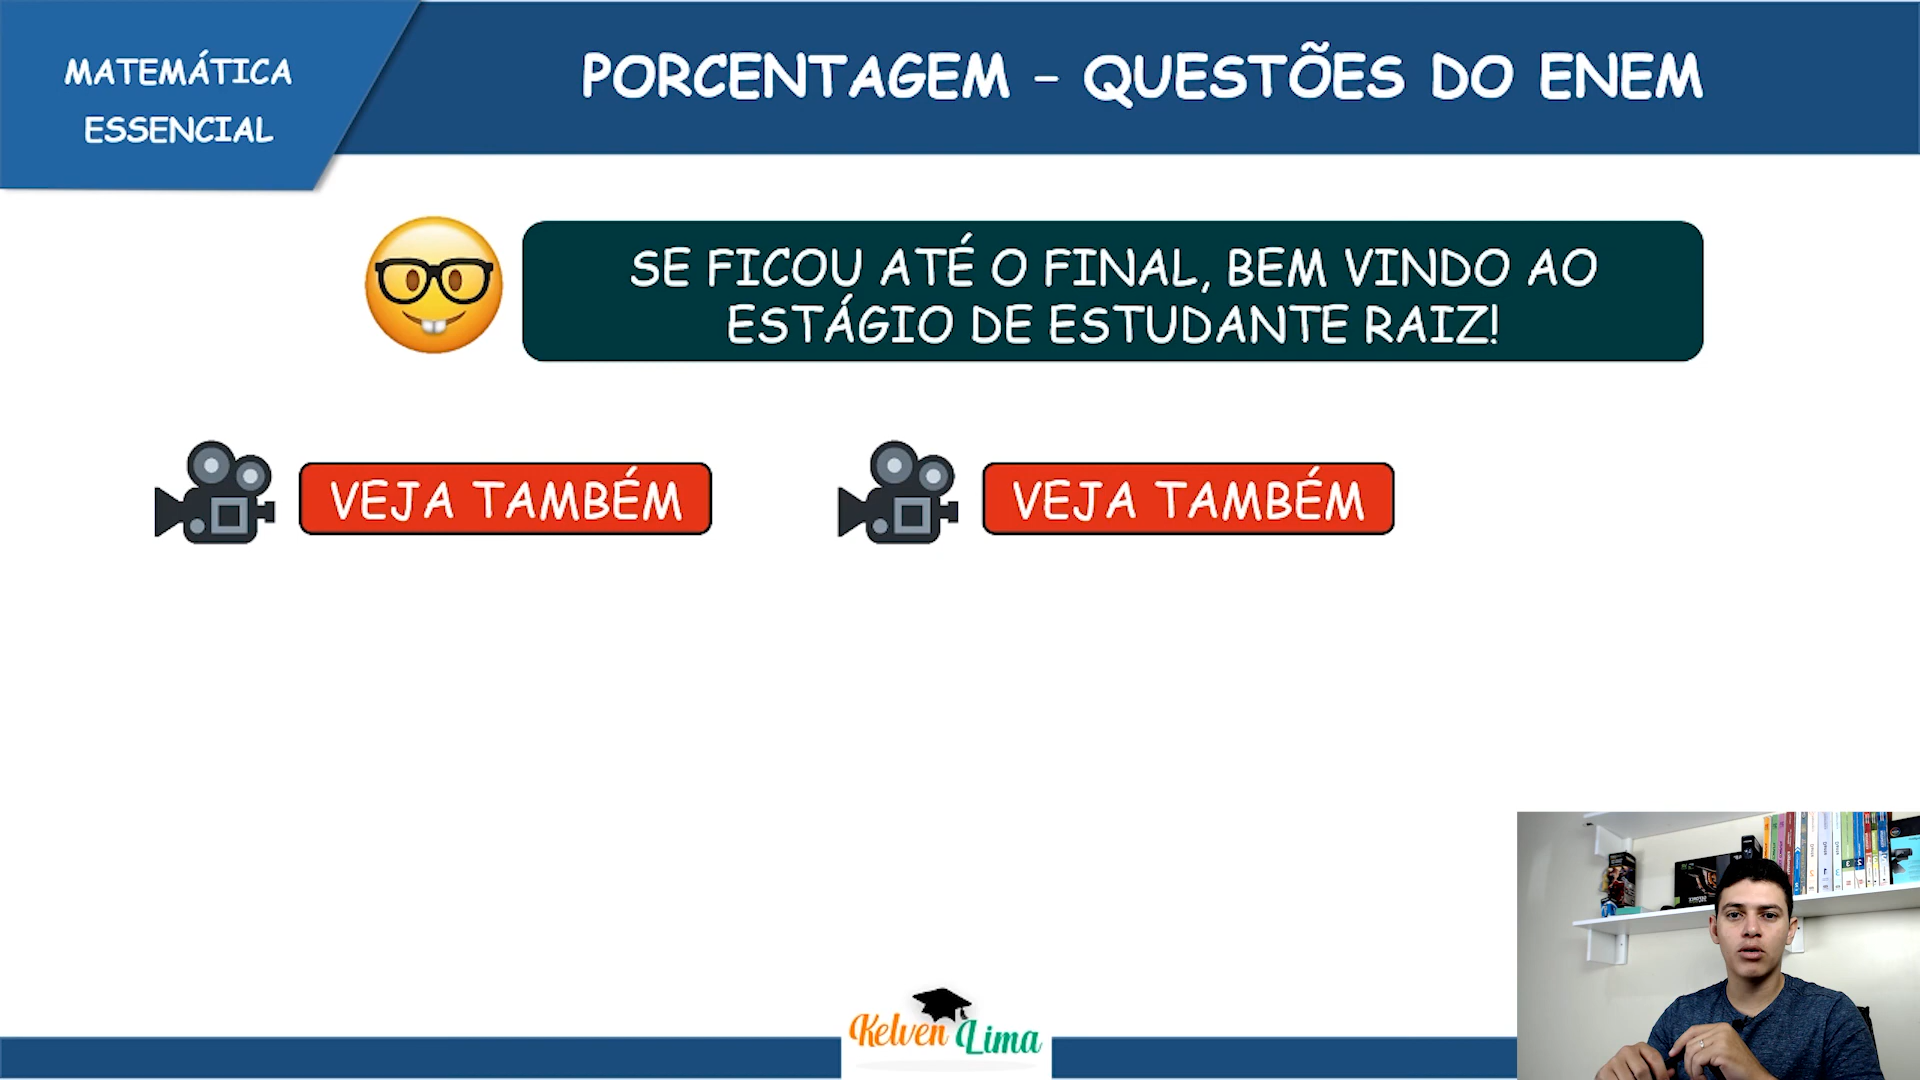 MATEMÁTICA
ESSENCIAL
PORCENTAGEM – QUESTÕES DO ENEM
SE FICOU ATÉ O FINAL, BEM VINDO AO
ESTÁGIO DE ESTUDANTE RAIZ!
VEJA TAMBÉM
VEJA TAMBÉM
Kelven Lima